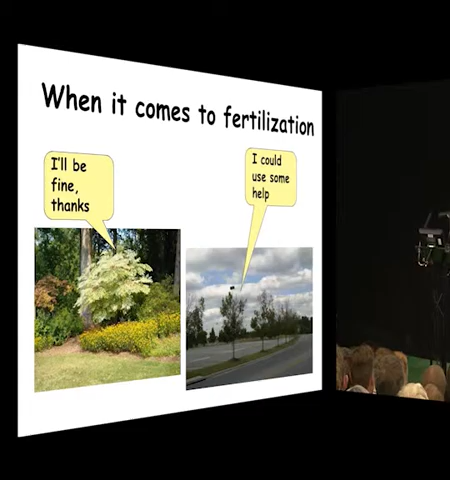 When it comes to fertilization
I'll be
fine,
thanks
I could
use some
help